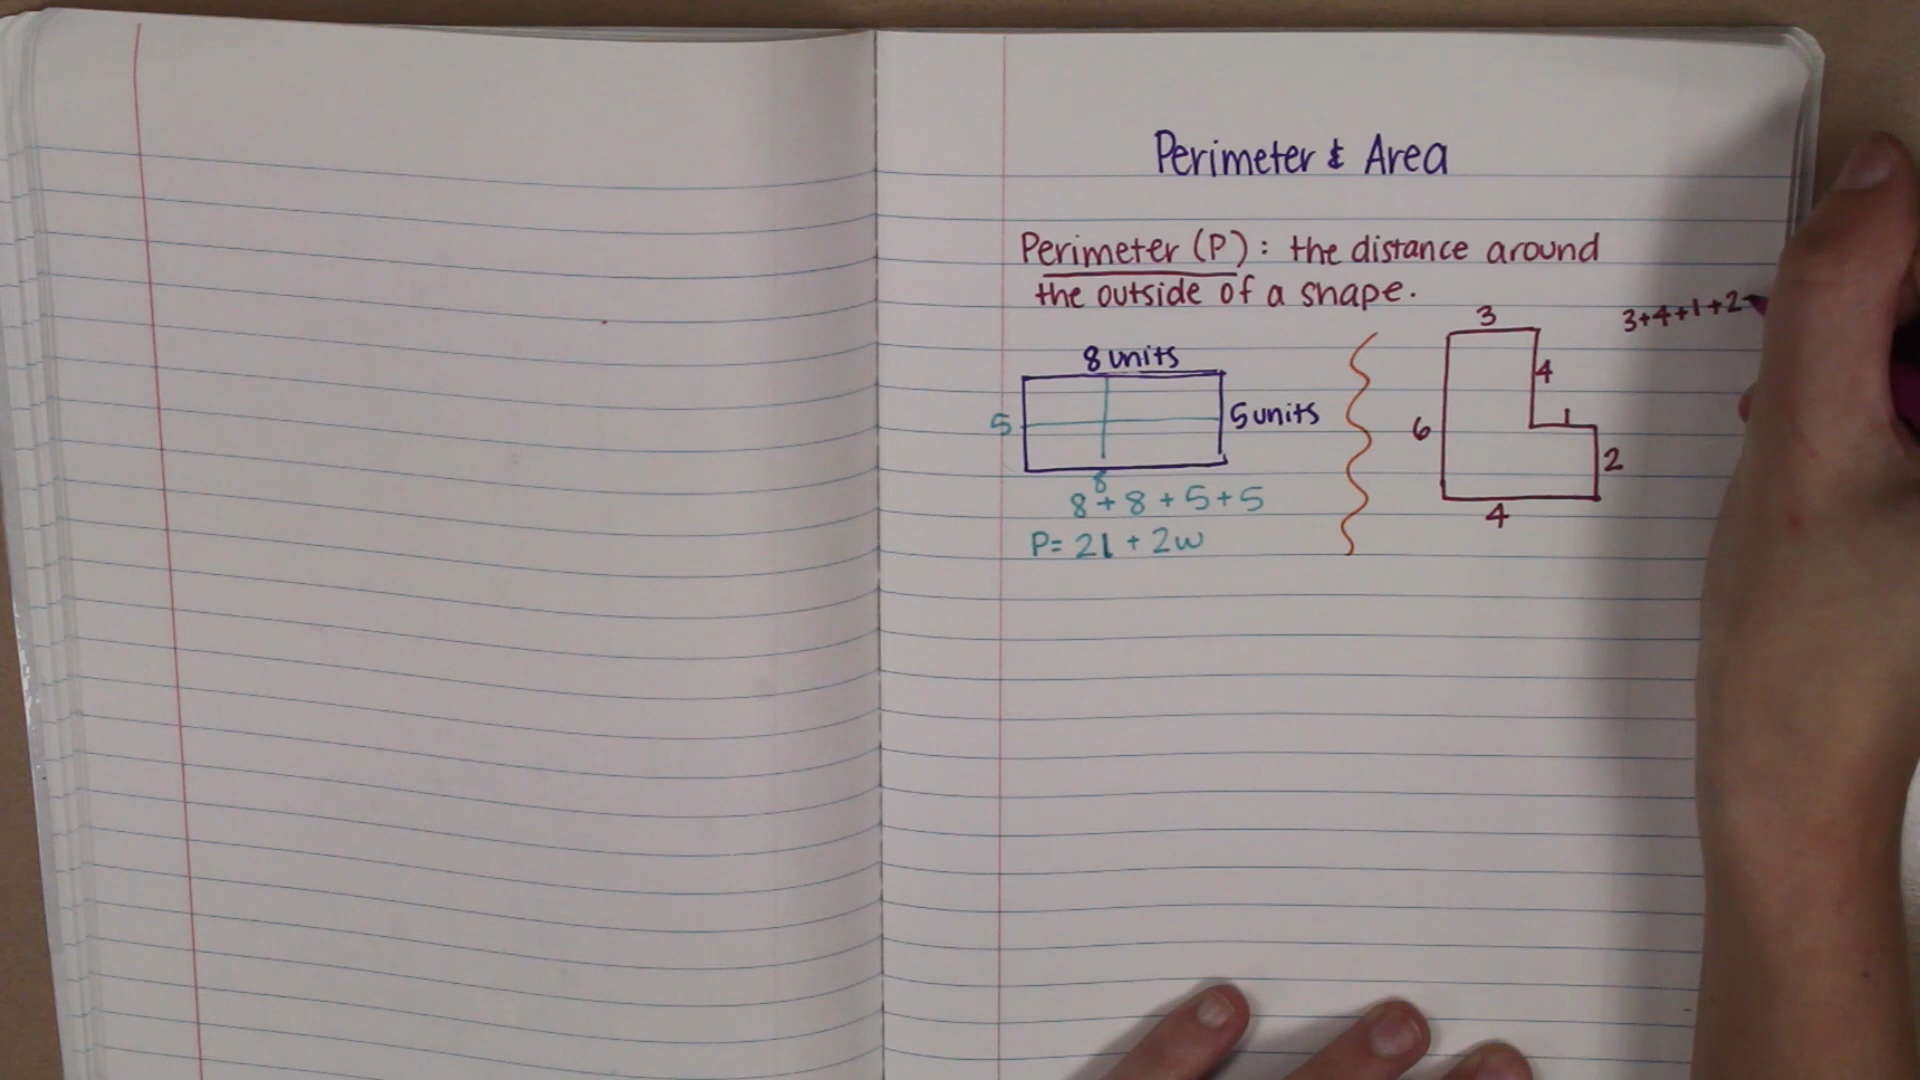 Perimeter & Area
Perimeter (P): the distance around
the outside of a shape.
8 units
5
5 units
8
8 + 8 + 5 + 5
P= 2l + 2w
3
4
1
6
2
4
3+4+1+2